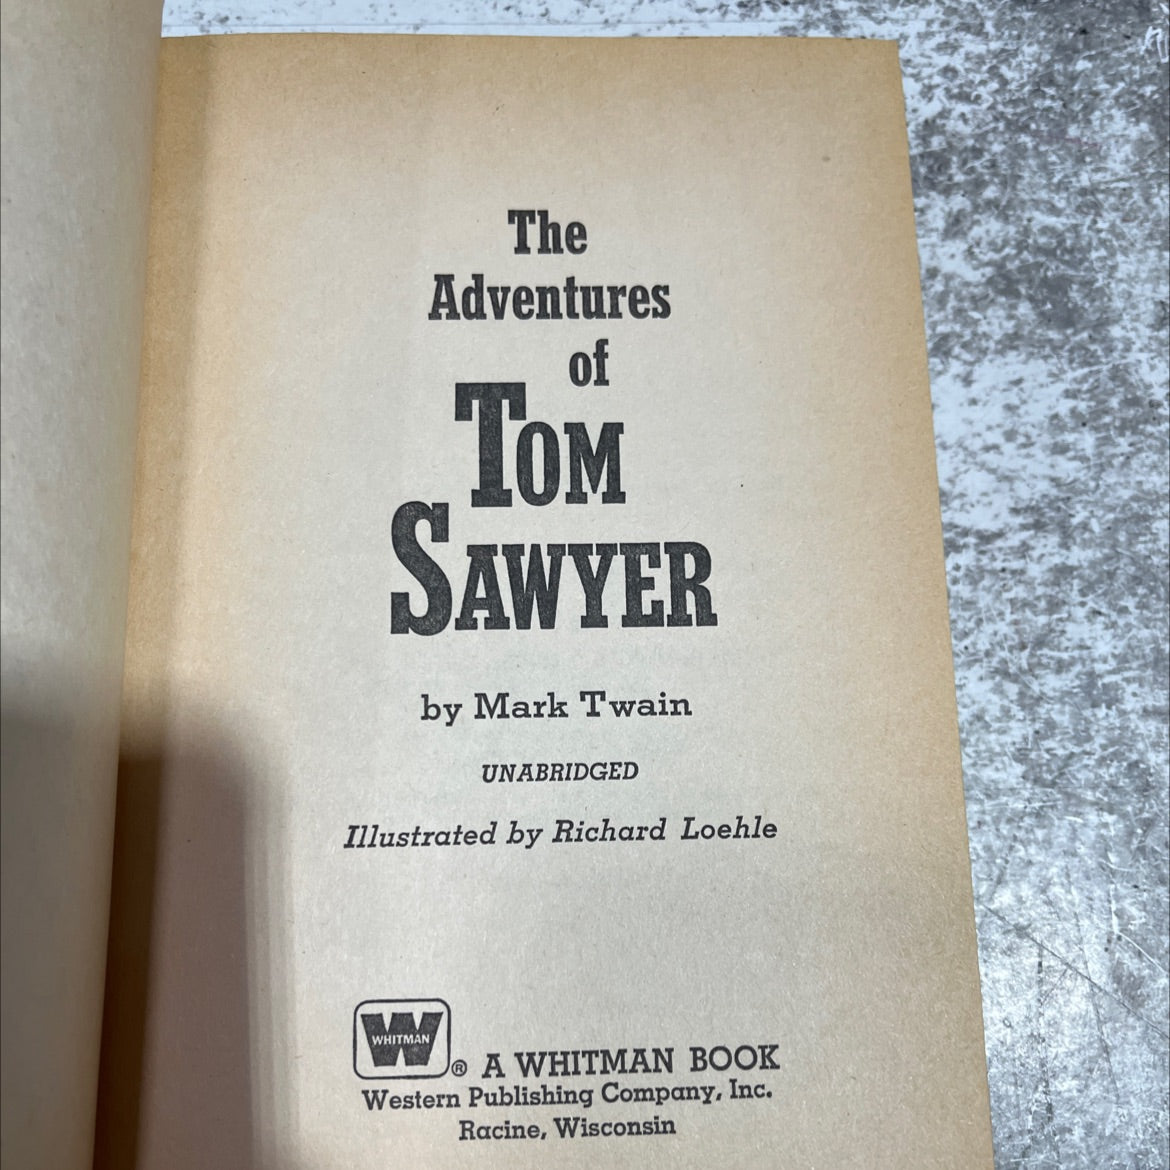 The
Adventures
of
TOM
SAWYER
by Mark Twain
UNABRIDGED
Illustrated by Richard Loehle
W
WHITMAN
® A WHITMAN BOOK
Western Publishing Company, Inc.
Racine, Wisconsin